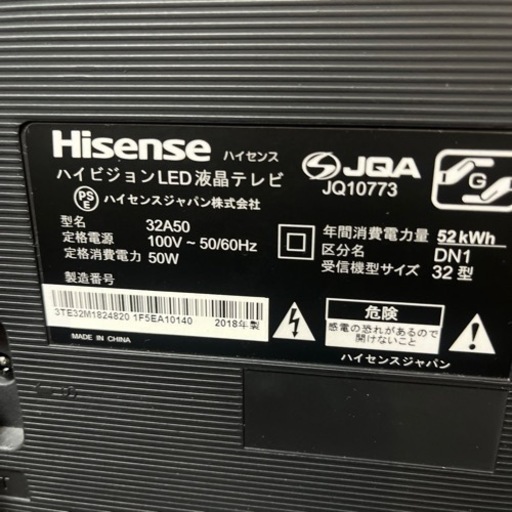 Hisense ハイセンス
ハイビジョンLED液晶テレビ
PS
E
ハイセンスジャパン株式会社
型名 32A50
定格電源 100V～50/60Hz
定格消費電力 50W
製造番号
3TE32M1824820 1F5EA10140 2018年製
MADE IN CHINA
JQA
JQ10773
G
年間消費電力量 52kWh
区分名 DN1
受信機型サイズ 32型
危険
感電の恐れがあるので
開けないこと
ハイセンスジャパン